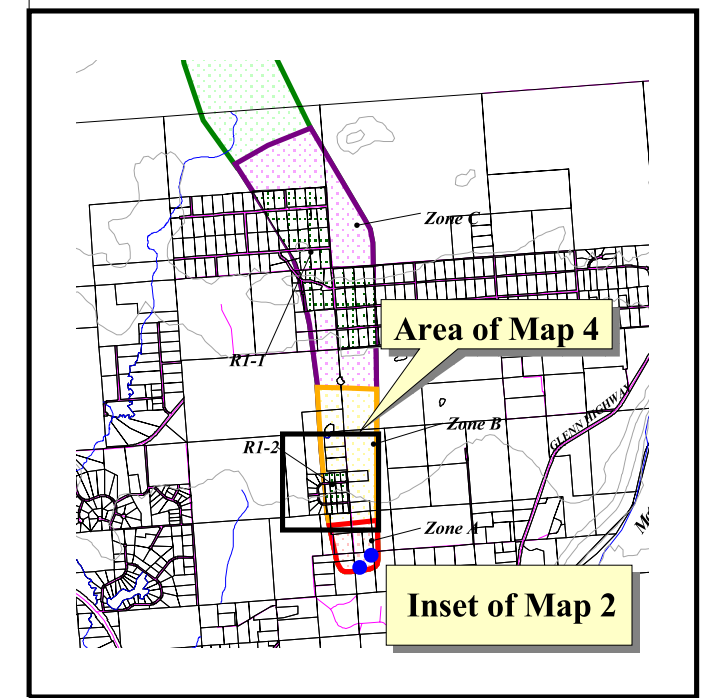 Zone C
Area of Map 4
R1-1
Zone B
GLENN HIGHWAY
R1-2
Zone A
Inset of Map 2